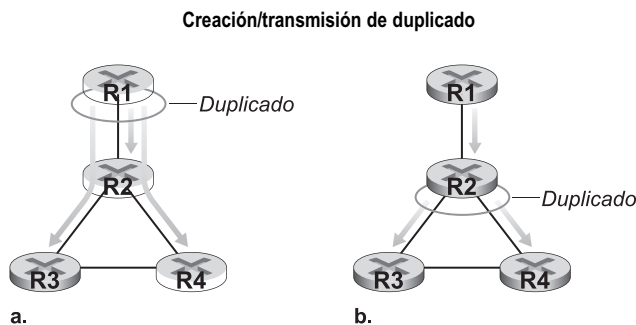 Creación/transmisión de duplicado
R1
Duplicado
R2
R3
R4
a.
R1
R2
Duplicado
R3
R4
b.